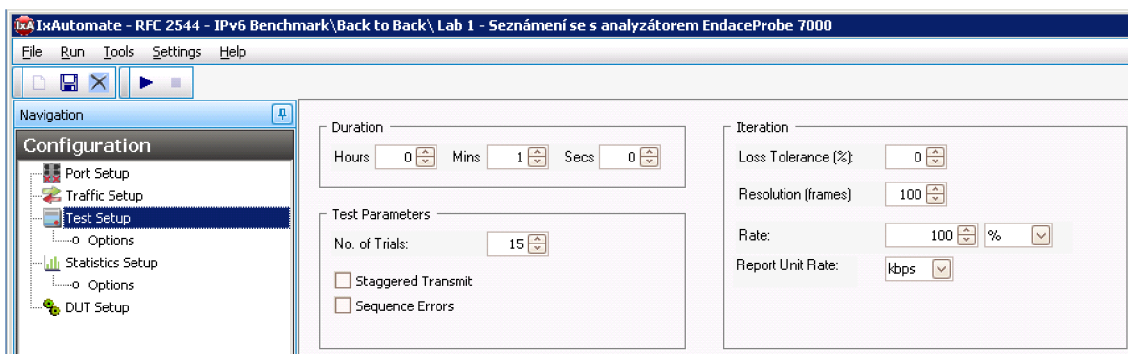 IxAutomate - RFC 2544 - IPv6 Benchmark\Back to Back\ Lab 1 - Seznámení se s analyzátorem EndaceProbe 7000
File Run Tools Settings Help
Navigation
Configuration
Port Setup
Traffic Setup
Test Setup
Options
Statistics Setup
Options
DUT Setup
Duration
Hours 0 Mins 1 Secs 0
Test Parameters
No. of Trials: 15
Staggered Transmit
Sequence Errors
Iteration
Loss Tolerance (%): 0
Resolution (frames) 100
Rate: 100 %
Report Unit Rate: kbps